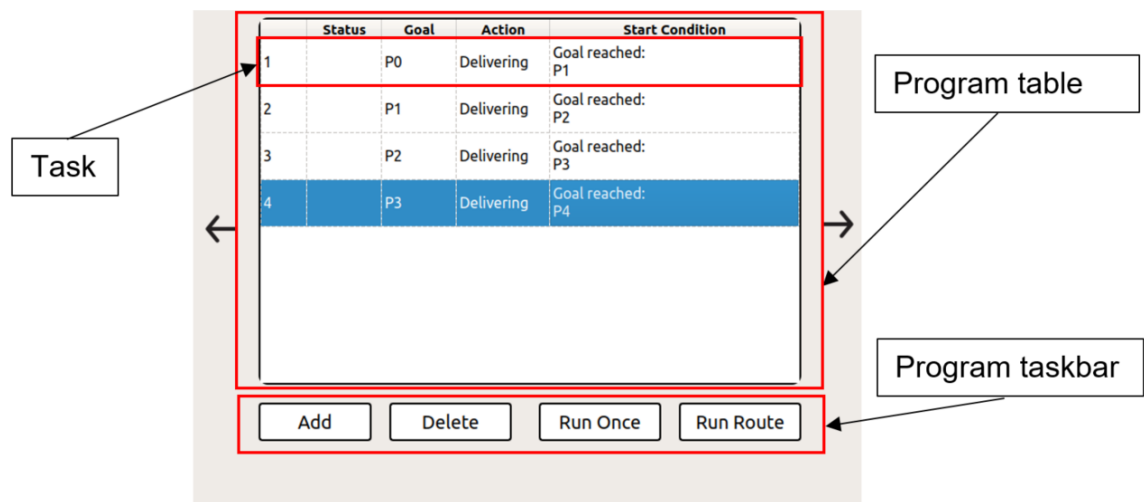 Status Goal Action Start Condition
1 P0 Delivering Goal reached:
P1
2 P1 Delivering Goal reached:
P2
3 P2 Delivering Goal reached:
P3
4 P3 Delivering Goal reached:
P4
Task
Program table
Program taskbar
Add Delete Run Once Run Route